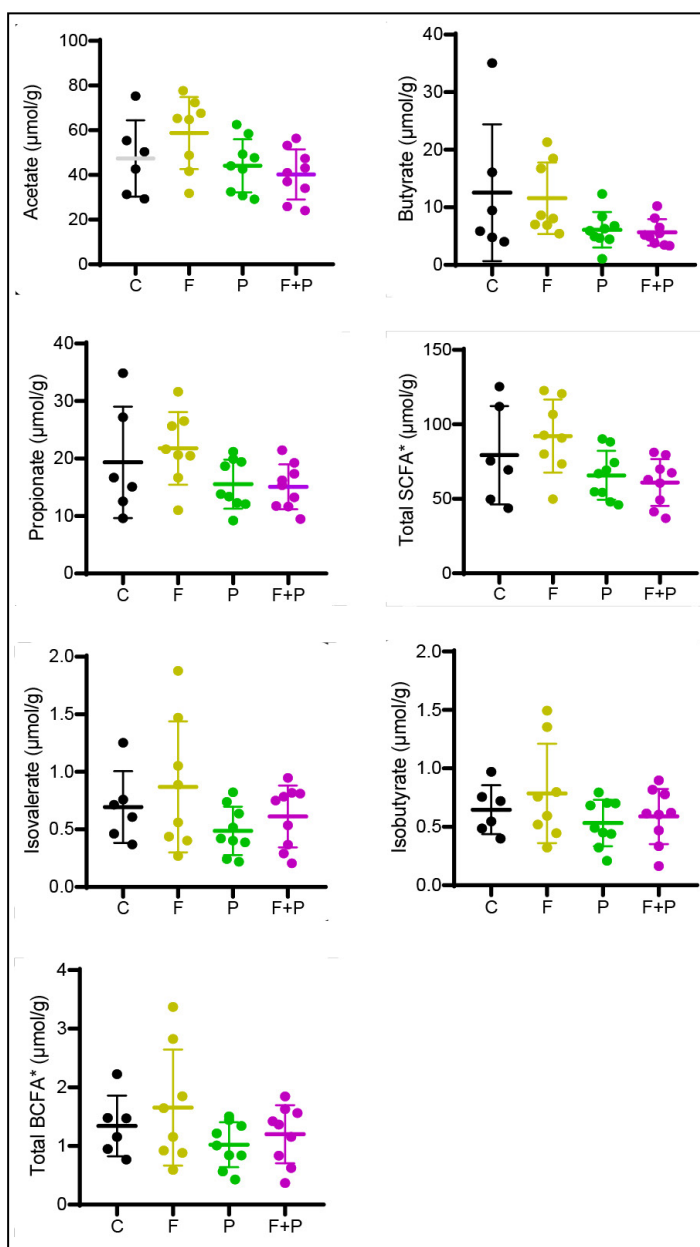 Acetate (µmol/g)
100
80
60
40
20
0
C F P F+P
Butyrate (µmol/g)
40
30
20
10
0
C F P F+P
Propionate (µmol/g)
40
30
20
10
0
C F P F+P
Total SCFA* (µmol/g)
150
100
50
0
C F P F+P
Isovalerate (µmol/g)
2.0
1.5
1.0
0.5
0.0
C F P F+P
Isobutyrate (µmol/g)
2.0
1.5
1.0
0.5
0.0
C F P F+P
Total BCFA* (µmol/g)
4
3
2
1
0
C F P F+P